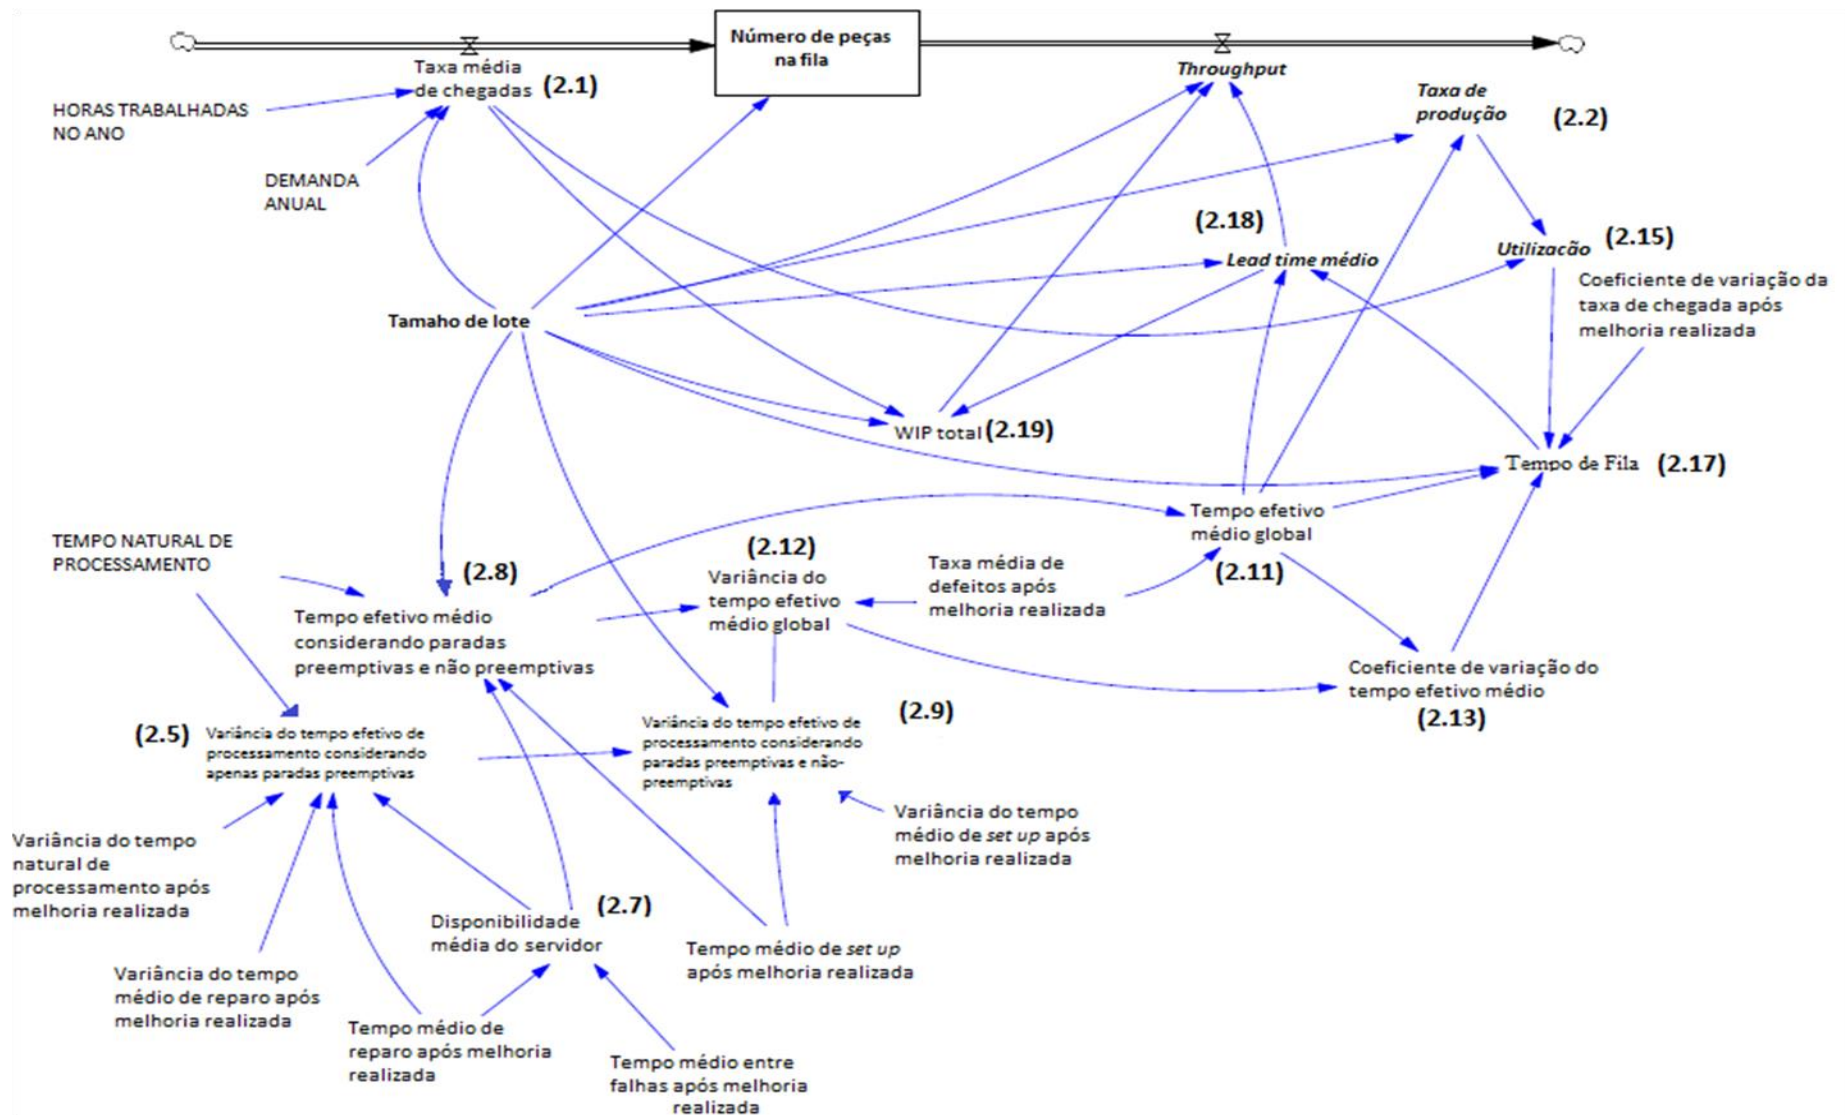 Número de peças
na fila
Taxa média
de chegadas (2.1)
Throughput
Taxa de
produção (2.2)
HORAS TRABALHADAS
NO ANO
DEMANDA
ANUAL
(2.18)
Lead time médio
Utilizacão (2.15)
Coeficiente de variação da
taxa de chegada após
melhoria realizada
Tamaho de lote
WIP total (2.19)
Tempo de Fila (2.17)
Tempo efetivo
médio global
(2.11)
TEMPO NATURAL DE
PROCESSAMENTO
(2.8)
Tempo efetivo médio
considerando paradas
preemptivas e não preemptivas
(2.12)
Variância do
tempo efetivo
médio global
Taxa média de
defeitos após
melhoria realizada
Coeficiente de variação do
tempo efetivo médio
(2.13)
(2.5) Variância do tempo efetivo de
processamento considerando
apenas paradas preemptivas
(2.9)
Variância do tempo efetivo de
processamento considerando
paradas preemptivas e não-
preemptivas
Variância do tempo
médio de set up após
melhoria realizada
Variância do tempo
natural de
processamento após
melhoria realizada
Disponibilidade (2.7)
média do servidor
Tempo médio de set up
após melhoria realizada
Variância do tempo
médio de reparo após
melhoria realizada
Tempo médio de
reparo após melhoria
realizada
Tempo médio entre
falhas após melhoria
realizada